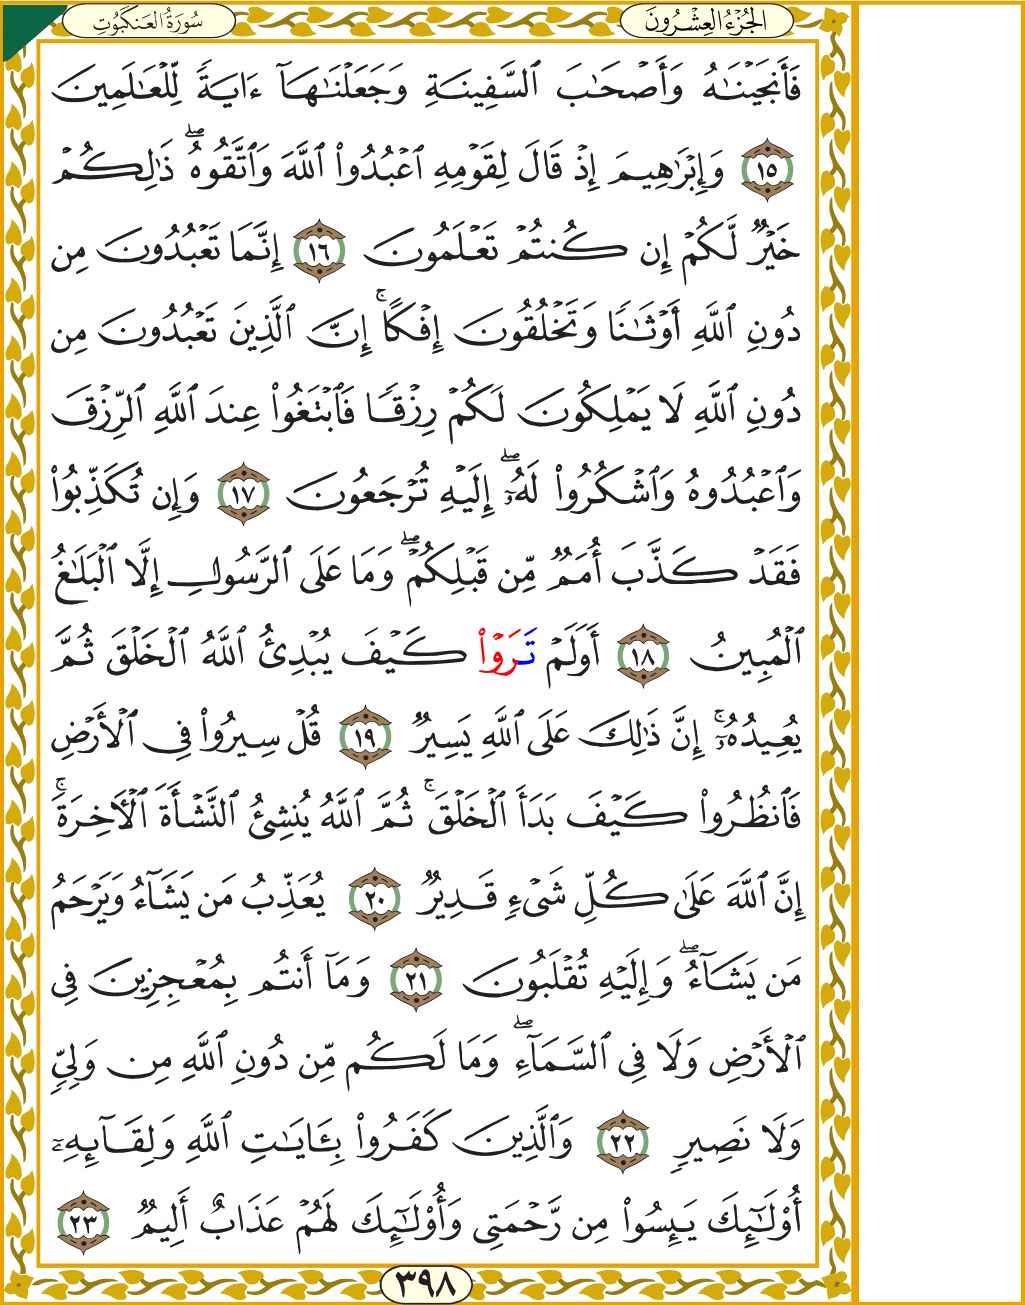 الجُزْءُ العِشْرُونَ
سُورَةُ العَنكَبُوتِ
فَأَنجَيْنَـٰهُ وَأَصْحَـٰبَ ٱلسَّفِينَةِ وَجَعَلْنَـٰهَآ ءَايَةً لِّلْعَـٰلَمِينَ
١٥ وَإِبْرَٰهِيمَ إِذْ قَالَ لِقَوْمِهِ ٱعْبُدُوا۟ ٱللَّهَ وَٱتَّقُوهُ ۖ ذَٰلِكُمْ
خَيْرٌ لَّكُمْ إِن كُنتُمْ تَعْلَمُونَ ١٦ إِنَّمَا تَعْبُدُونَ مِن
دُونِ ٱللَّهِ أَوْثَـٰنًا وَتَخْلُقُونَ إِفْكًا ۚ إِنَّ ٱلَّذِينَ تَعْبُدُونَ مِن
دُونِ ٱللَّهِ لَا يَمْلِكُونَ لَكُمْ رِزْقًا فَٱبْتَغُوا۟ عِندَ ٱللَّهِ ٱلرِّزْقَ
وَٱعْبُدُوهُ وَٱشْكُرُوا۟ لَهُۥٓ ۖ إِلَيْهِ تُرْجَعُونَ ١٧ وَإِن تُكَذِّبُوا۟
فَقَدْ كَذَّبَ أُمَمٌ مِّن قَبْلِكُمْ ۖ وَمَا عَلَى ٱلرَّسُولِ إِلَّا ٱلْبَلَـٰغُ
ٱلْمُبِينُ ١٨ أَوَلَمْ تَرَوْا۟ كَيْفَ يُبْدِئُ ٱللَّهُ ٱلْخَلْقَ ثُمَّ
يُعِيدُهُۥٓ ۚ إِنَّ ذَٰلِكَ عَلَى ٱللَّهِ يَسِيرٌ ١٩ قُلْ سِيرُوا۟ فِى ٱلْأَرْضِ
فَٱنظُرُوا۟ كَيْفَ بَدَأَ ٱلْخَلْقَ ۚ ثُمَّ ٱللَّهُ يُنشِئُ ٱلنَّشْأَةَ ٱلْـَٔاخِرَةَ ۚ
إِنَّ ٱللَّهَ عَلَىٰ كُلِّ شَىْءٍ قَدِيرٌ ٢٠ يُعَذِّبُ مَن يَشَآءُ وَيَرْحَمُ
مَن يَشَآءُ ۖ وَإِلَيْهِ تُقْلَبُونَ ٢١ وَمَآ أَنتُم بِمُعْجِزِينَ فِى
ٱلْأَرْضِ وَلَا فِى ٱلسَّمَآءِ ۖ وَمَا لَكُم مِّن دُونِ ٱللَّهِ مِن وَلِىٍّ
وَلَا نَصِيرٍ ٢٢ وَٱلَّذِينَ كَفَرُوا۟ بِـَٔايَـٰتِ ٱللَّهِ وَلِقَآئِهِۦٓ
أُو۟لَـٰٓئِكَ يَئِسُوا۟ مِن رَّحْمَتِى وَأُو۟لَـٰٓئِكَ لَهُمْ عَذَابٌ أَلِيمٌ ٢٣
٣٩٨